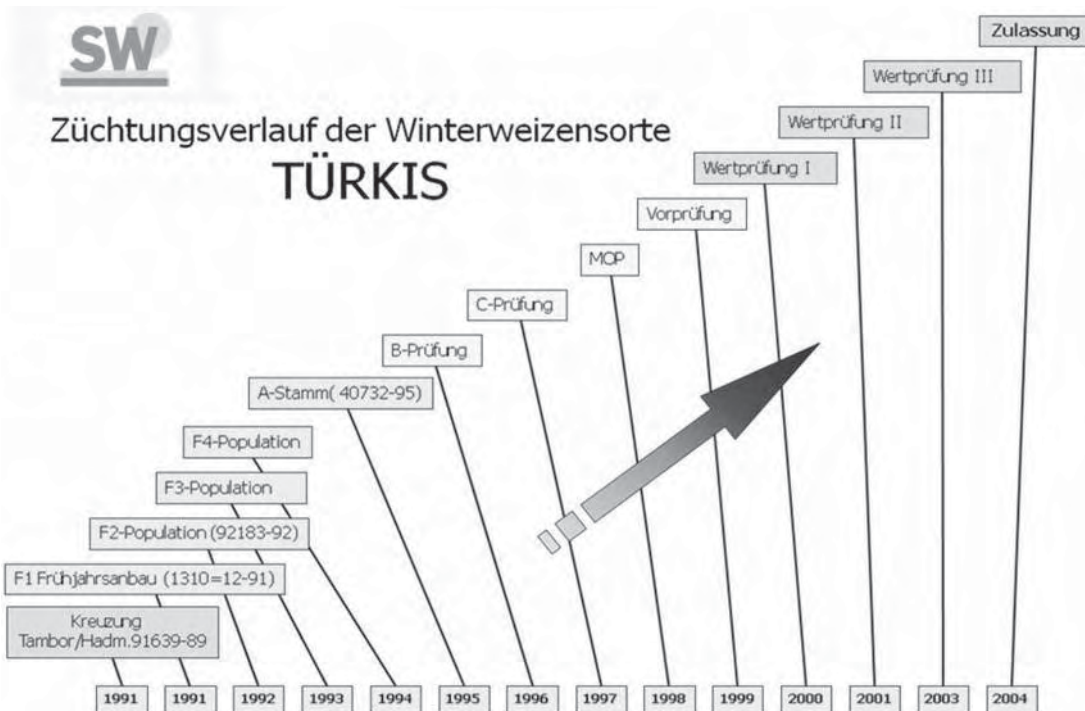 SW
Züchtungsverlauf der Winterweizensorte
TÜRKIS
Zulassung
Wertprüfung III
Wertprüfung II
Wertprüfung I
Vorprüfung
MOP
C-Prüfung
B-Prüfung
A-Stamm( 40732-95)
F4-Population
F3-Population
F2-Population (92183-92)
F1 Frühjahrsanbau (1310=12-91)
Kreuzung
Tambor/Hadm.91639-89
1991 1991 1992 1993 1994 1995 1996 1997 1998 1999 2000 2001 2003 2004